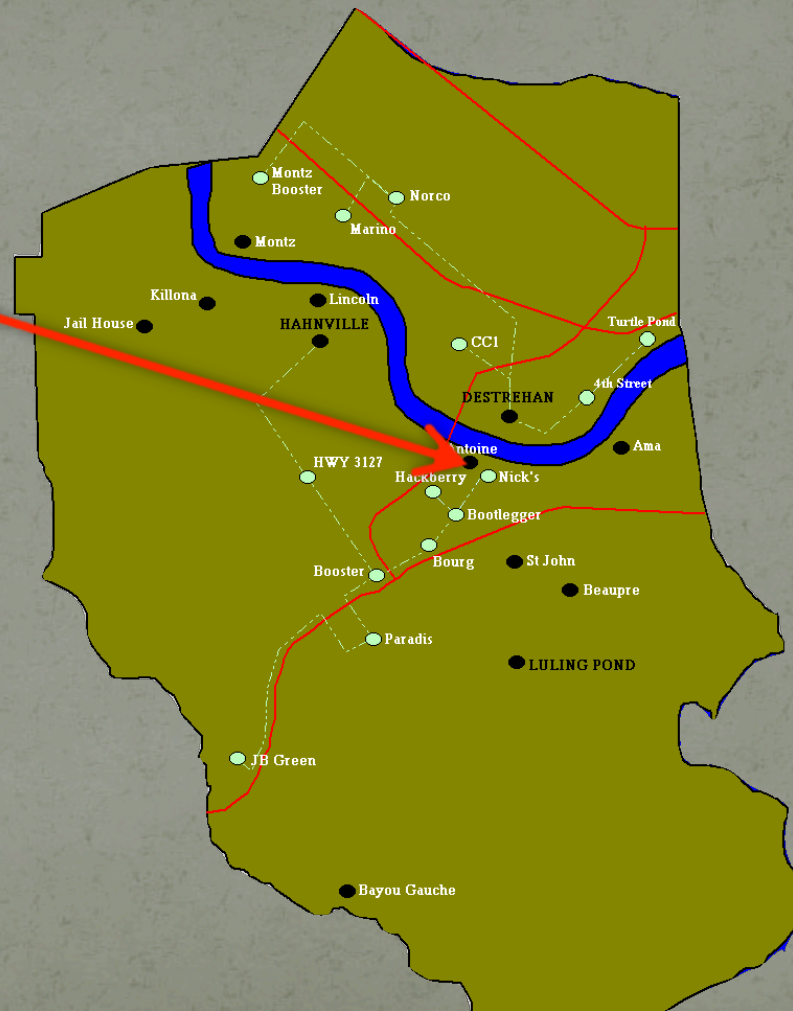 Montz
Booster
Norco
Marino
Montz
Killona
Lincoln
Jail House
HAHNVILLE
Turtle Pond
CC1
4th Street
DESTREHAN
Ama
ntoine
HWY 3127
Hackberry
Nick's
Bootlegger
Bourg
St John
Booster
Beaupre
Paradis
LULING POND
JB Green
Bayou Gauche